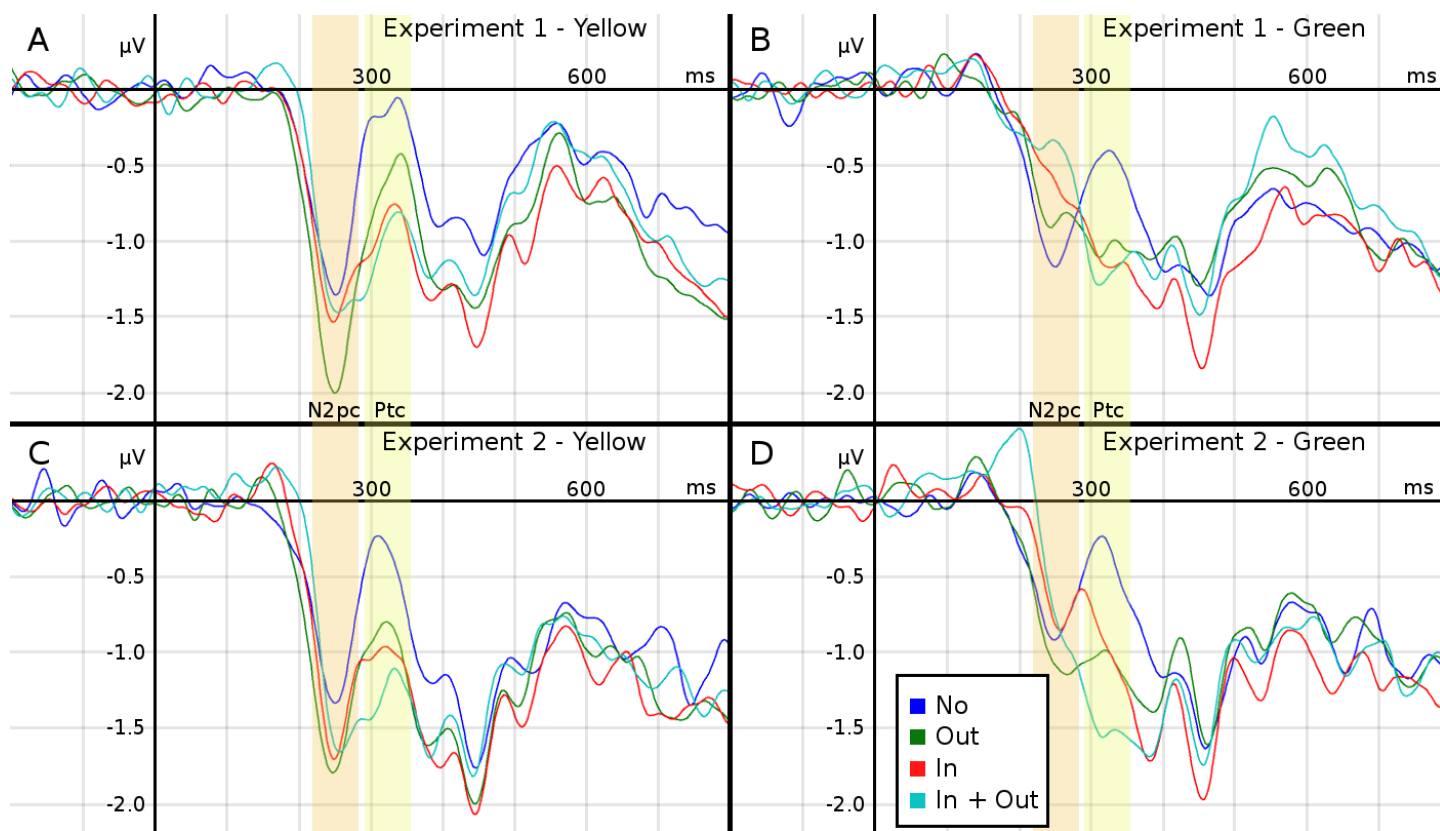 A
Experiment 1 - Yellow
µV
300
600
ms
-0.5
-1.0
-1.5
-2.0
N2pc
Ptc
B
Experiment 1 - Green
µV
300
600
ms
-0.5
-1.0
-1.5
-2.0
N2pc
Ptc
C
Experiment 2 - Yellow
µV
300
600
ms
-0.5
-1.0
-1.5
-2.0
D
Experiment 2 - Green
µV
300
600
ms
-0.5
-1.0
-1.5
-2.0
No
Out
In
In + Out